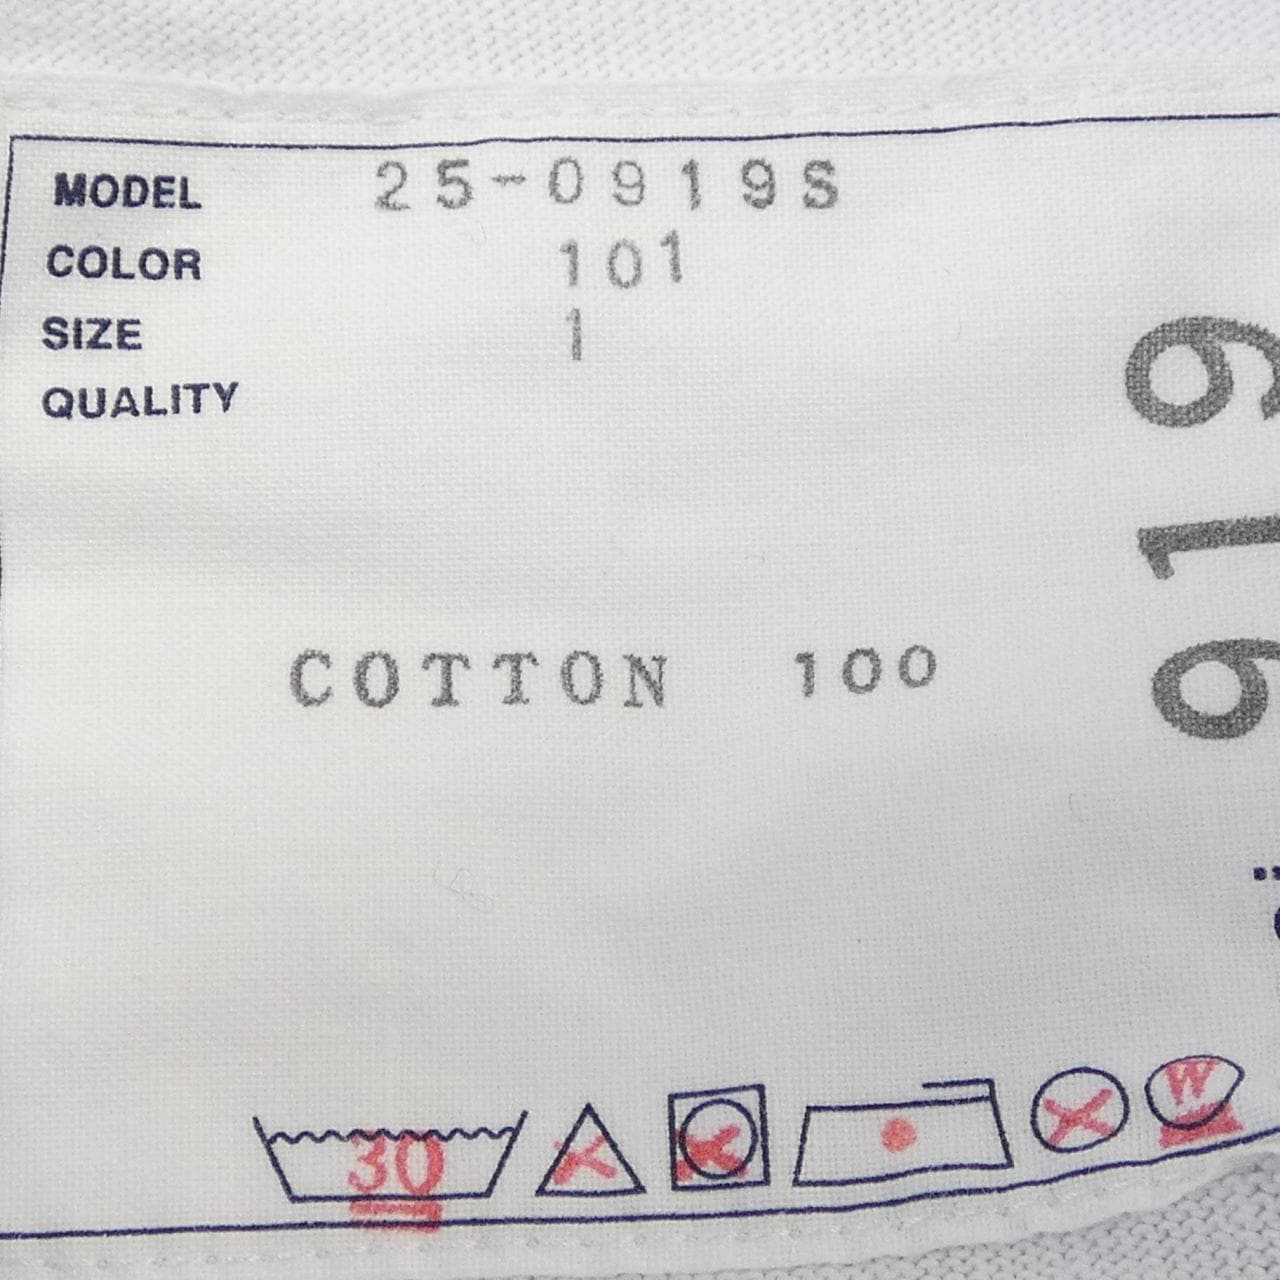 MODEL 25-0919S
COLOR 101
SIZE 1
QUALITY
COTTON 100
919
30
W